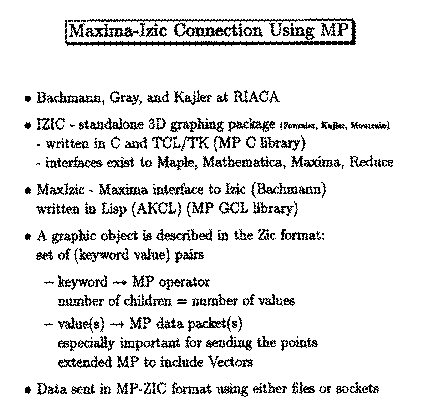 Maxima-Izic Connection Using MP
• Bachmann, Gray, and Kajler at RIACA
• IZIC - standalone 3D graphing package (Fournier, Kajler, Mourrain)
- written in C and TCL/TK (MP C library)
- interfaces exist to Maple, Mathematica, Maxima, Reduce
• MaxIzic - Maxima interface to Izic (Bachmann)
written in Lisp (AKCL) (MP GCL library)
• A graphic object is described in the Zic format:
set of (keyword value) pairs
– keyword → MP operator
number of children = number of values
– value(s) → MP data packet(s)
especially important for sending the points
extended MP to include Vectors
• Data sent in MP-ZIC format using either files or sockets